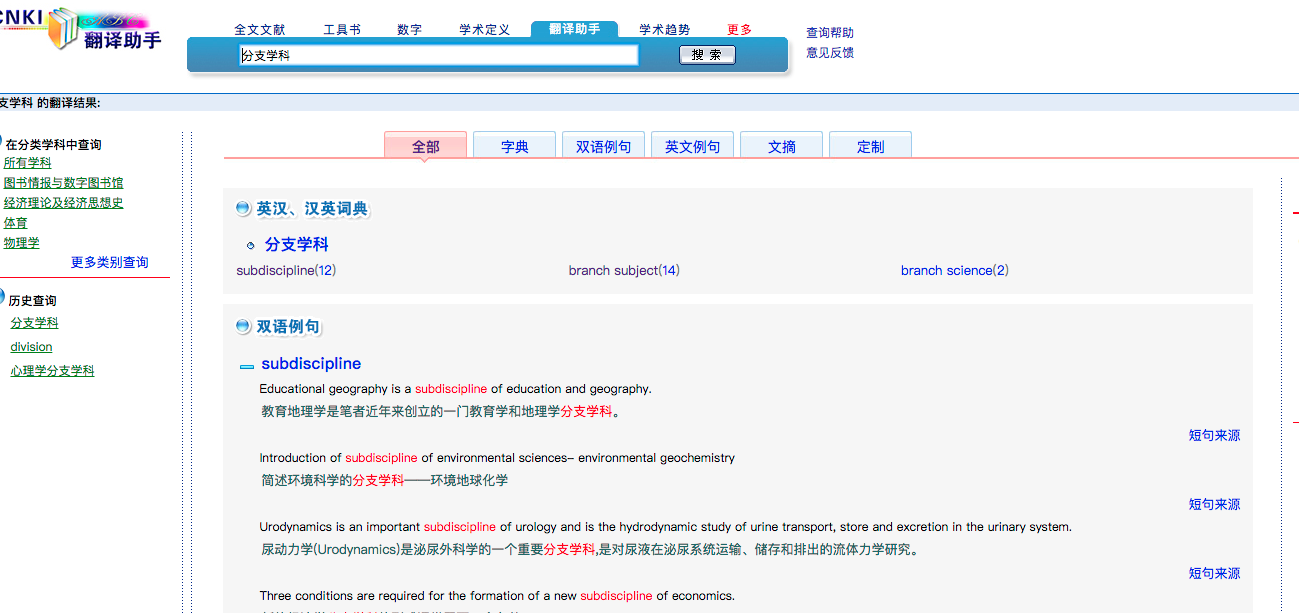 CNKI
翻译助手
全文文献 工具书 数字 学术定义 翻译助手 学术趋势 更多
查询帮助
分支学科 搜 索
意见反馈
支学科 的翻译结果:
在分类学科中查询
所有学科
图书情报与数字图书馆
经济理论及经济思想史
体育
物理学
更多类别查询
历史查询
分支学科
division
心理学分支学科
全部 字典 双语例句 英文例句 文摘 定制
英汉、汉英词典
分支学科
subdiscipline(12) branch subject(14) branch science(2)
双语例句
subdiscipline
Educational geography is a subdiscipline of education and geography.
教育地理学是笔者近年来创立的一门教育学和地理学分支学科。
短句来源
Introduction of subdiscipline of environmental sciences- environmental geochemistry
简述环境科学的分支学科——环境地球化学
短句来源
Urodynamics is an important subdiscipline of urology and is the hydrodynamic study of urine transport, store and excretion in the urinary system.
尿动力学(Urodynamics)是泌尿外科学的一个重要分支学科,是对尿液在泌尿系统运输、储存和排出的流体力学研究。
短句来源
Three conditions are required for the formation of a new subdiscipline of economics.